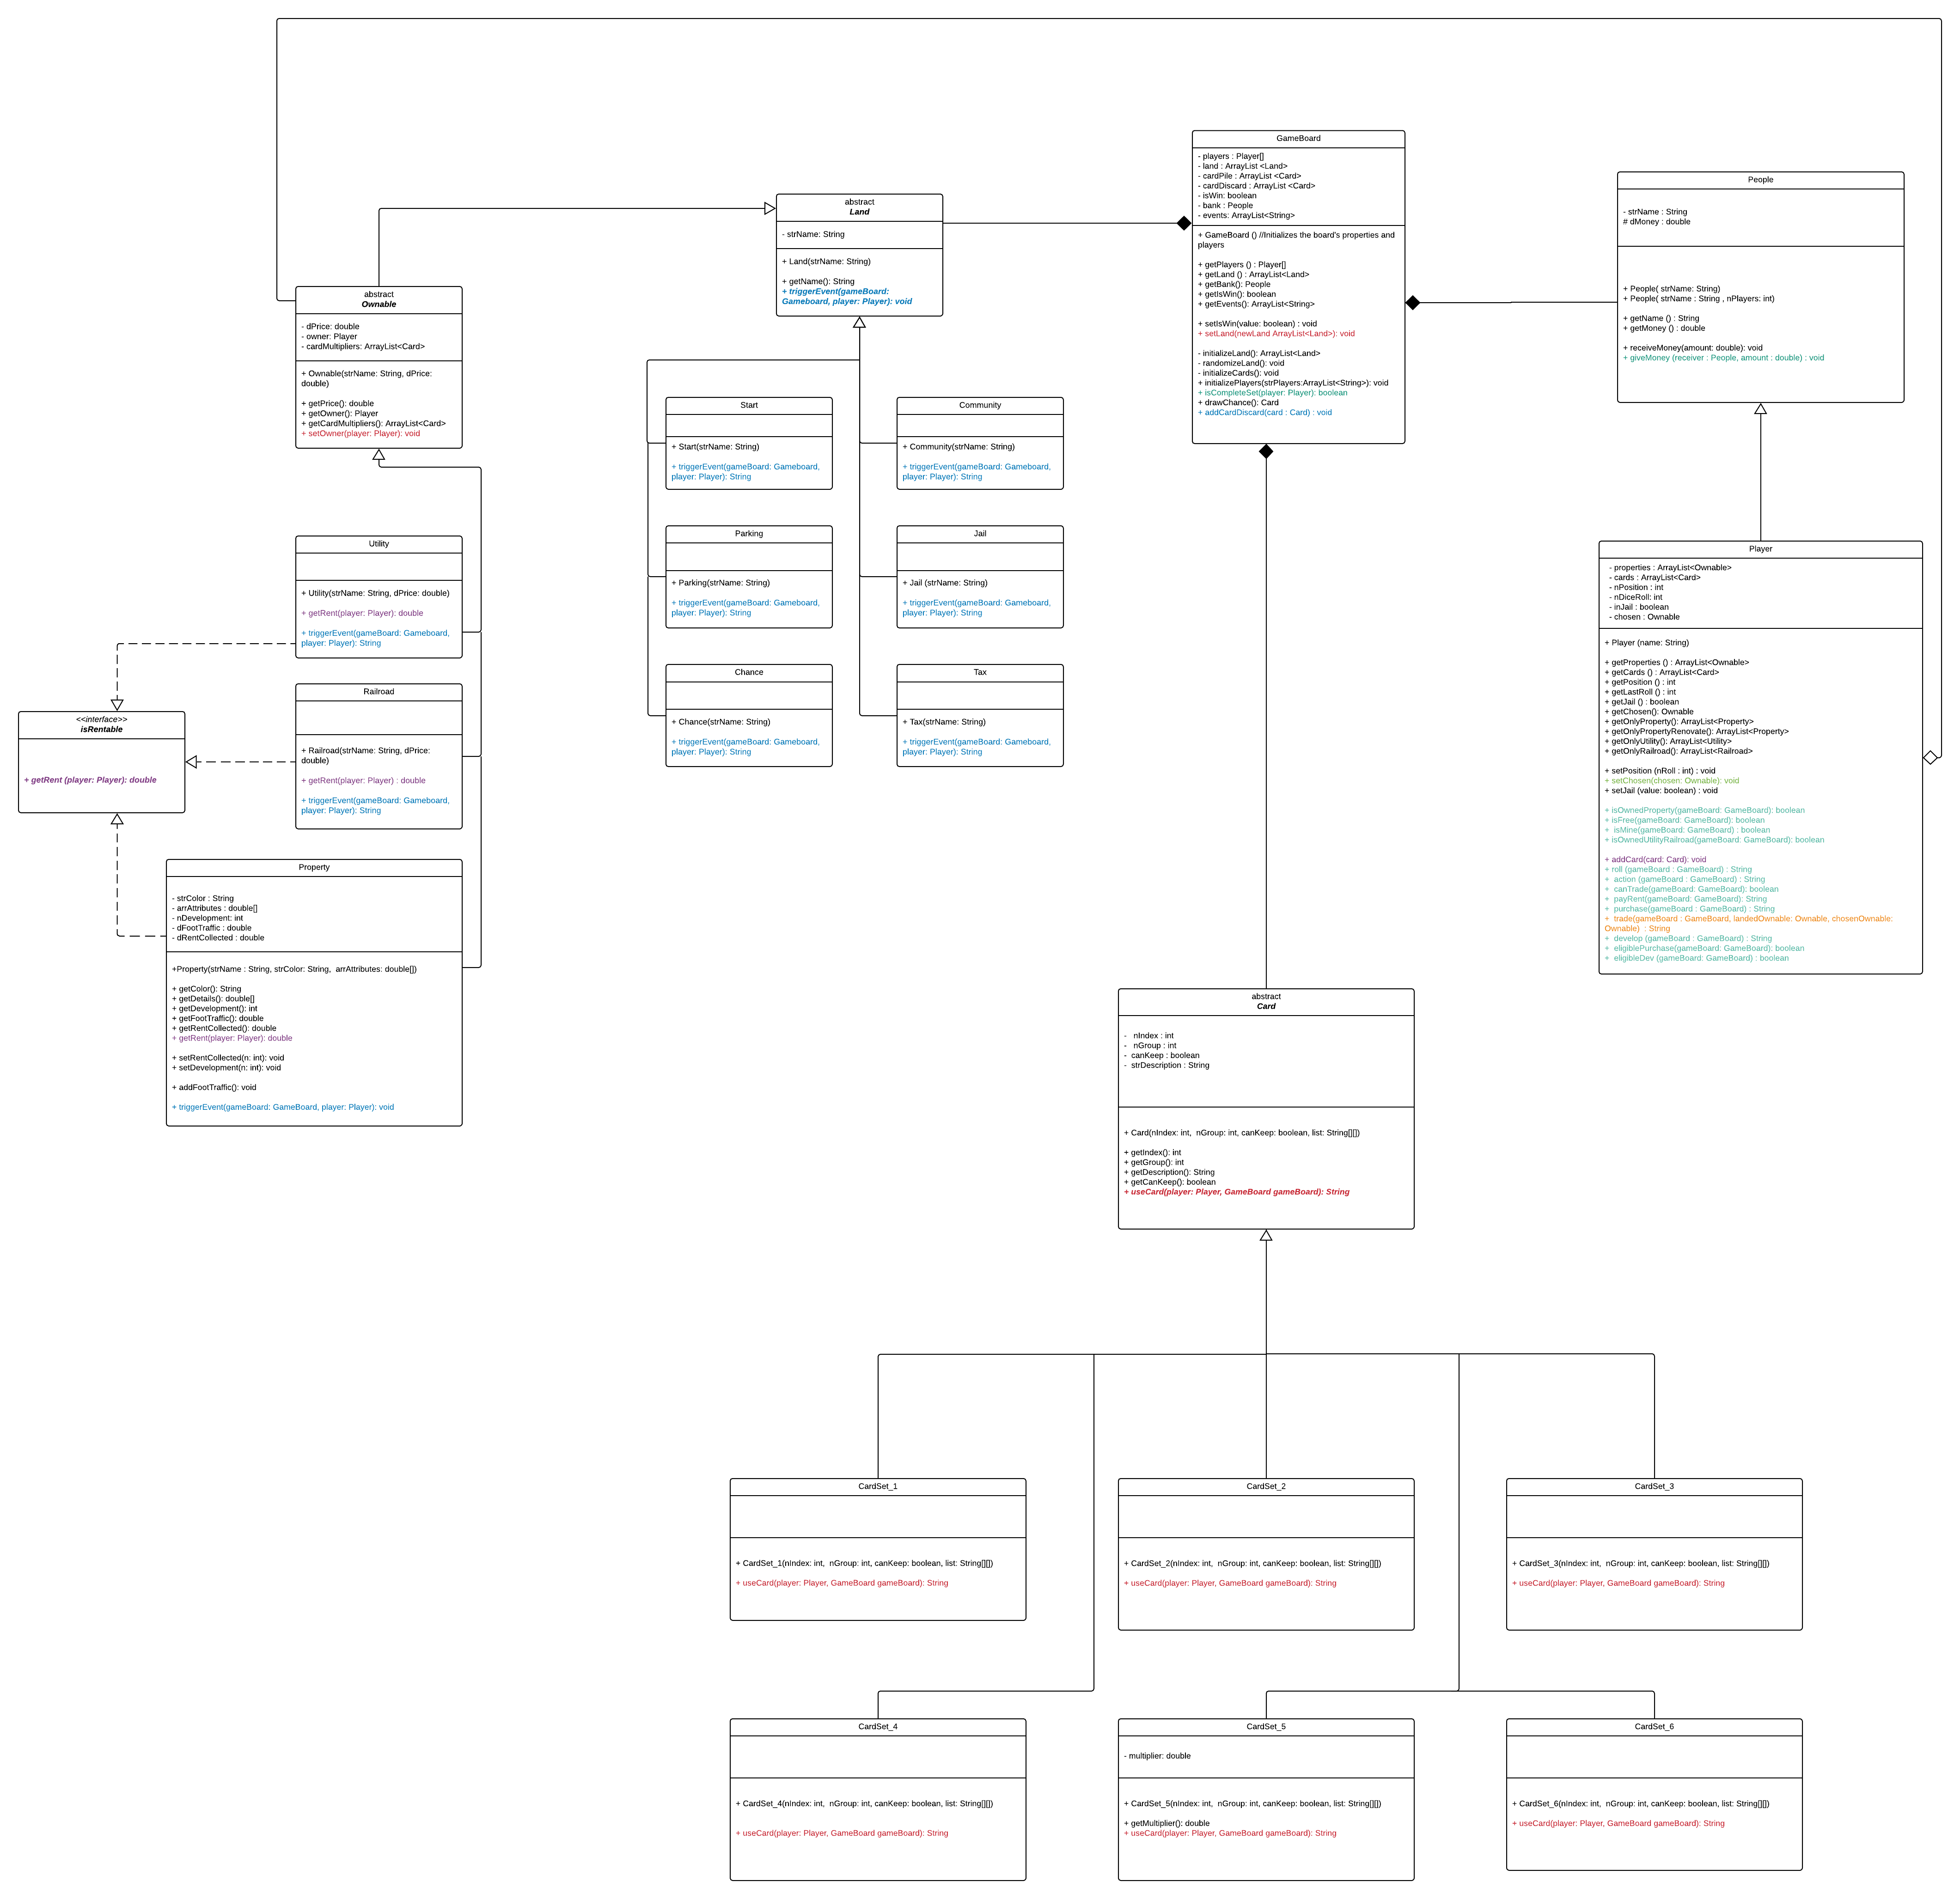 GameBoard
- players : Player[]
- land : ArrayList <Land>
- cardPile : ArrayList <Card>
- cardDiscard : ArrayList <Card>
- isWin: boolean
- bank : People
- events: ArrayList<String>
+ GameBoard () //Initializes the board's properties and
players
+ getPlayers () : Player[]
+ getLand () : ArrayList<Land>
+ getBank(): People
+ getIsWin(): boolean
+ getEvents(): ArrayList<String>
+ setIsWin(value: boolean) : void
+ setLand(newLand ArrayList<Land>): void
- initializeLand(): ArrayList<Land>
- randomizeLand(): void
- initializeCards(): void
+ initializePlayers(strPlayers:ArrayList<String>): void
+ isCompleteSet(player: Player): boolean
+ drawChance(): Card
+ addCardDiscard(card : Card) : void
People
- strName : String
# dMoney : double
+ People( strName: String)
+ People( strName : String , nPlayers: int)
+ getName () : String
+ getMoney () : double
+ receiveMoney(amount: double): void
+ giveMoney (receiver : People, amount : double) : void
abstract
Land
- strName: String
+ Land(strName: String)
+ getName(): String
+ triggerEvent(gameBoard:
Gameboard, player: Player): void
abstract
Ownable
- dPrice: double
- owner: Player
- cardMultipliers: ArrayList<Card>
+ Ownable(strName: String, dPrice:
double)
+ getPrice(): double
+ getOwner(): Player
+ getCardMultipliers(): ArrayList<Card>
+ setOwner(player: Player): void
Start
+ Start(strName: String)
+ triggerEvent(gameBoard: Gameboard,
player: Player): String
Community
+ Community(strName: String)
+ triggerEvent(gameBoard: Gameboard,
player: Player): String
Parking
+ Parking(strName: String)
+ triggerEvent(gameBoard: Gameboard,
player: Player): String
Jail
+ Jail (strName: String)
+ triggerEvent(gameBoard: Gameboard,
player: Player): String
Chance
+ Chance(strName: String)
+ triggerEvent(gameBoard: Gameboard,
player: Player): String
Tax
+ Tax(strName: String)
+ triggerEvent(gameBoard: Gameboard,
player: Player): String
Utility
+ Utility(strName: String, dPrice: double)
+ getRent(player: Player): double
+ triggerEvent(gameBoard: Gameboard,
player: Player): String
Railroad
+ Railroad(strName: String, dPrice:
double)
+ getRent(player: Player) : double
+ triggerEvent(gameBoard: Gameboard,
player: Player): String
<<interface>>
isRentable
+ getRent (player: Player): double
Property
- strColor : String
- arrAttributes : double[]
- nDevelopment: int
- dFootTraffic : double
- dRentCollected : double
+Property(strName : String, strColor: String, arrAttributes: double[])
+ getColor(): String
+ getDetails(): double[]
+ getDevelopment(): int
+ getFootTraffic(): double
+ getRentCollected(): double
+ getRent(player: Player): double
+ setRentCollected(n: int): void
+ setDevelopment(n: int): void
+ addFootTraffic(): void
+ triggerEvent(gameBoard: GameBoard, player: Player): void
Player
- properties : ArrayList<Ownable>
- cards : ArrayList<Card>
- nPosition : int
- nDiceRoll: int
- inJail : boolean
- chosen : Ownable
+ Player (name: String)
+ getProperties () : ArrayList<Ownable>
+ getCards () : ArrayList<Card>
+ getPosition () : int
+ getLastRoll () : int
+ getJail () : boolean
+ getChosen(): Ownable
+ getOnlyProperty(): ArrayList<Property>
+ getOnlyPropertyRenovate(): ArrayList<Property>
+ getOnlyUtility(): ArrayList<Utility>
+ getOnlyRailroad(): ArrayList<Railroad>
+ setPosition (nRoll : int) : void
+ setChosen(chosen: Ownable): void
+ setJail (value: boolean) : void
+ isOwnedProperty(gameBoard: GameBoard): boolean
+ isFree(gameBoard: GameBoard): boolean
+ isMine(gameBoard: GameBoard) : boolean
+ isOwnedUtilityRailroad(gameBoard: GameBoard): boolean
+ addCard(card: Card): void
+ roll (gameBoard : GameBoard) : String
+ action (gameBoard : GameBoard) : String
+ canTrade(gameBoard: GameBoard): boolean
+ payRent(gameBoard: GameBoard): String
+ purchase(gameBoard : GameBoard) : String
+ trade(gameBoard : GameBoard, landedOwnable: Ownable, chosenOwnable:
Ownable) : String
+ develop (gameBoard : GameBoard) : String
+ eligiblePurchase(gameBoard: GameBoard): boolean
+ eligibleDev (gameBoard: GameBoard) : boolean
abstract
Card
- nIndex : int
- nGroup : int
- canKeep : boolean
- strDescription : String
+ Card(nIndex: int, nGroup: int, canKeep: boolean, list: String[][])
+ getIndex(): int
+ getGroup(): int
+ getDescription(): String
+ getCanKeep(): boolean
+ useCard(player: Player, GameBoard gameBoard): String
CardSet_1
+ CardSet_1(nIndex: int, nGroup: int, canKeep: boolean, list: String[][])
+ useCard(player: Player, GameBoard gameBoard): String
CardSet_2
+ CardSet_2(nIndex: int, nGroup: int, canKeep: boolean, list: String[][])
+ useCard(player: Player, GameBoard gameBoard): String
CardSet_3
+ CardSet_3(nIndex: int, nGroup: int, canKeep: boolean, list: String[][])
+ useCard(player: Player, GameBoard gameBoard): String
CardSet_4
+ CardSet_4(nIndex: int, nGroup: int, canKeep: boolean, list: String[][])
+ useCard(player: Player, GameBoard gameBoard): String
CardSet_5
- multiplier: double
+ CardSet_5(nIndex: int, nGroup: int, canKeep: boolean, list: String[][])
+ getMultiplier(): double
+ useCard(player: Player, GameBoard gameBoard): String
CardSet_6
+ CardSet_6(nIndex: int, nGroup: int, canKeep: boolean, list: String[][])
+ useCard(player: Player, GameBoard gameBoard): String